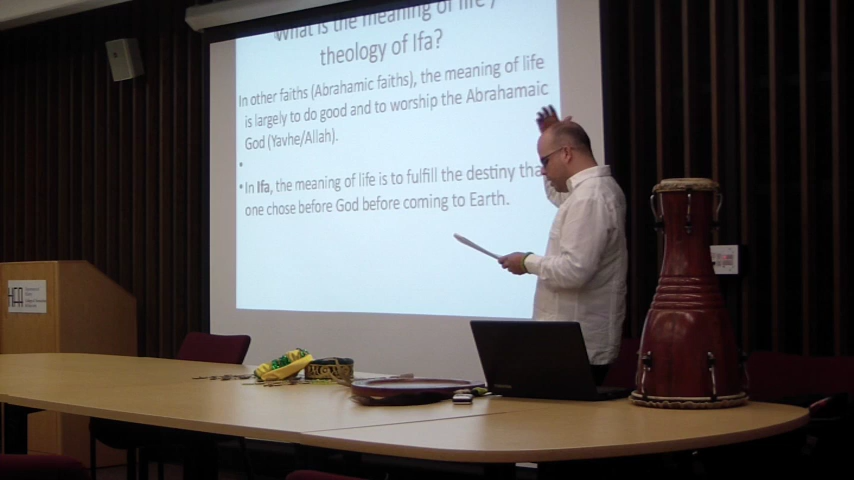 What is the meaning of life /
theology of Ifa?
In other faiths (Abrahamic faiths), the meaning of life
is largely to do good and to worship the Abrahamaic
God (Yavhe/Allah).
•
• In Ifa, the meaning of life is to fulfill the destiny tha
one chose before God before coming to Earth.
HFA